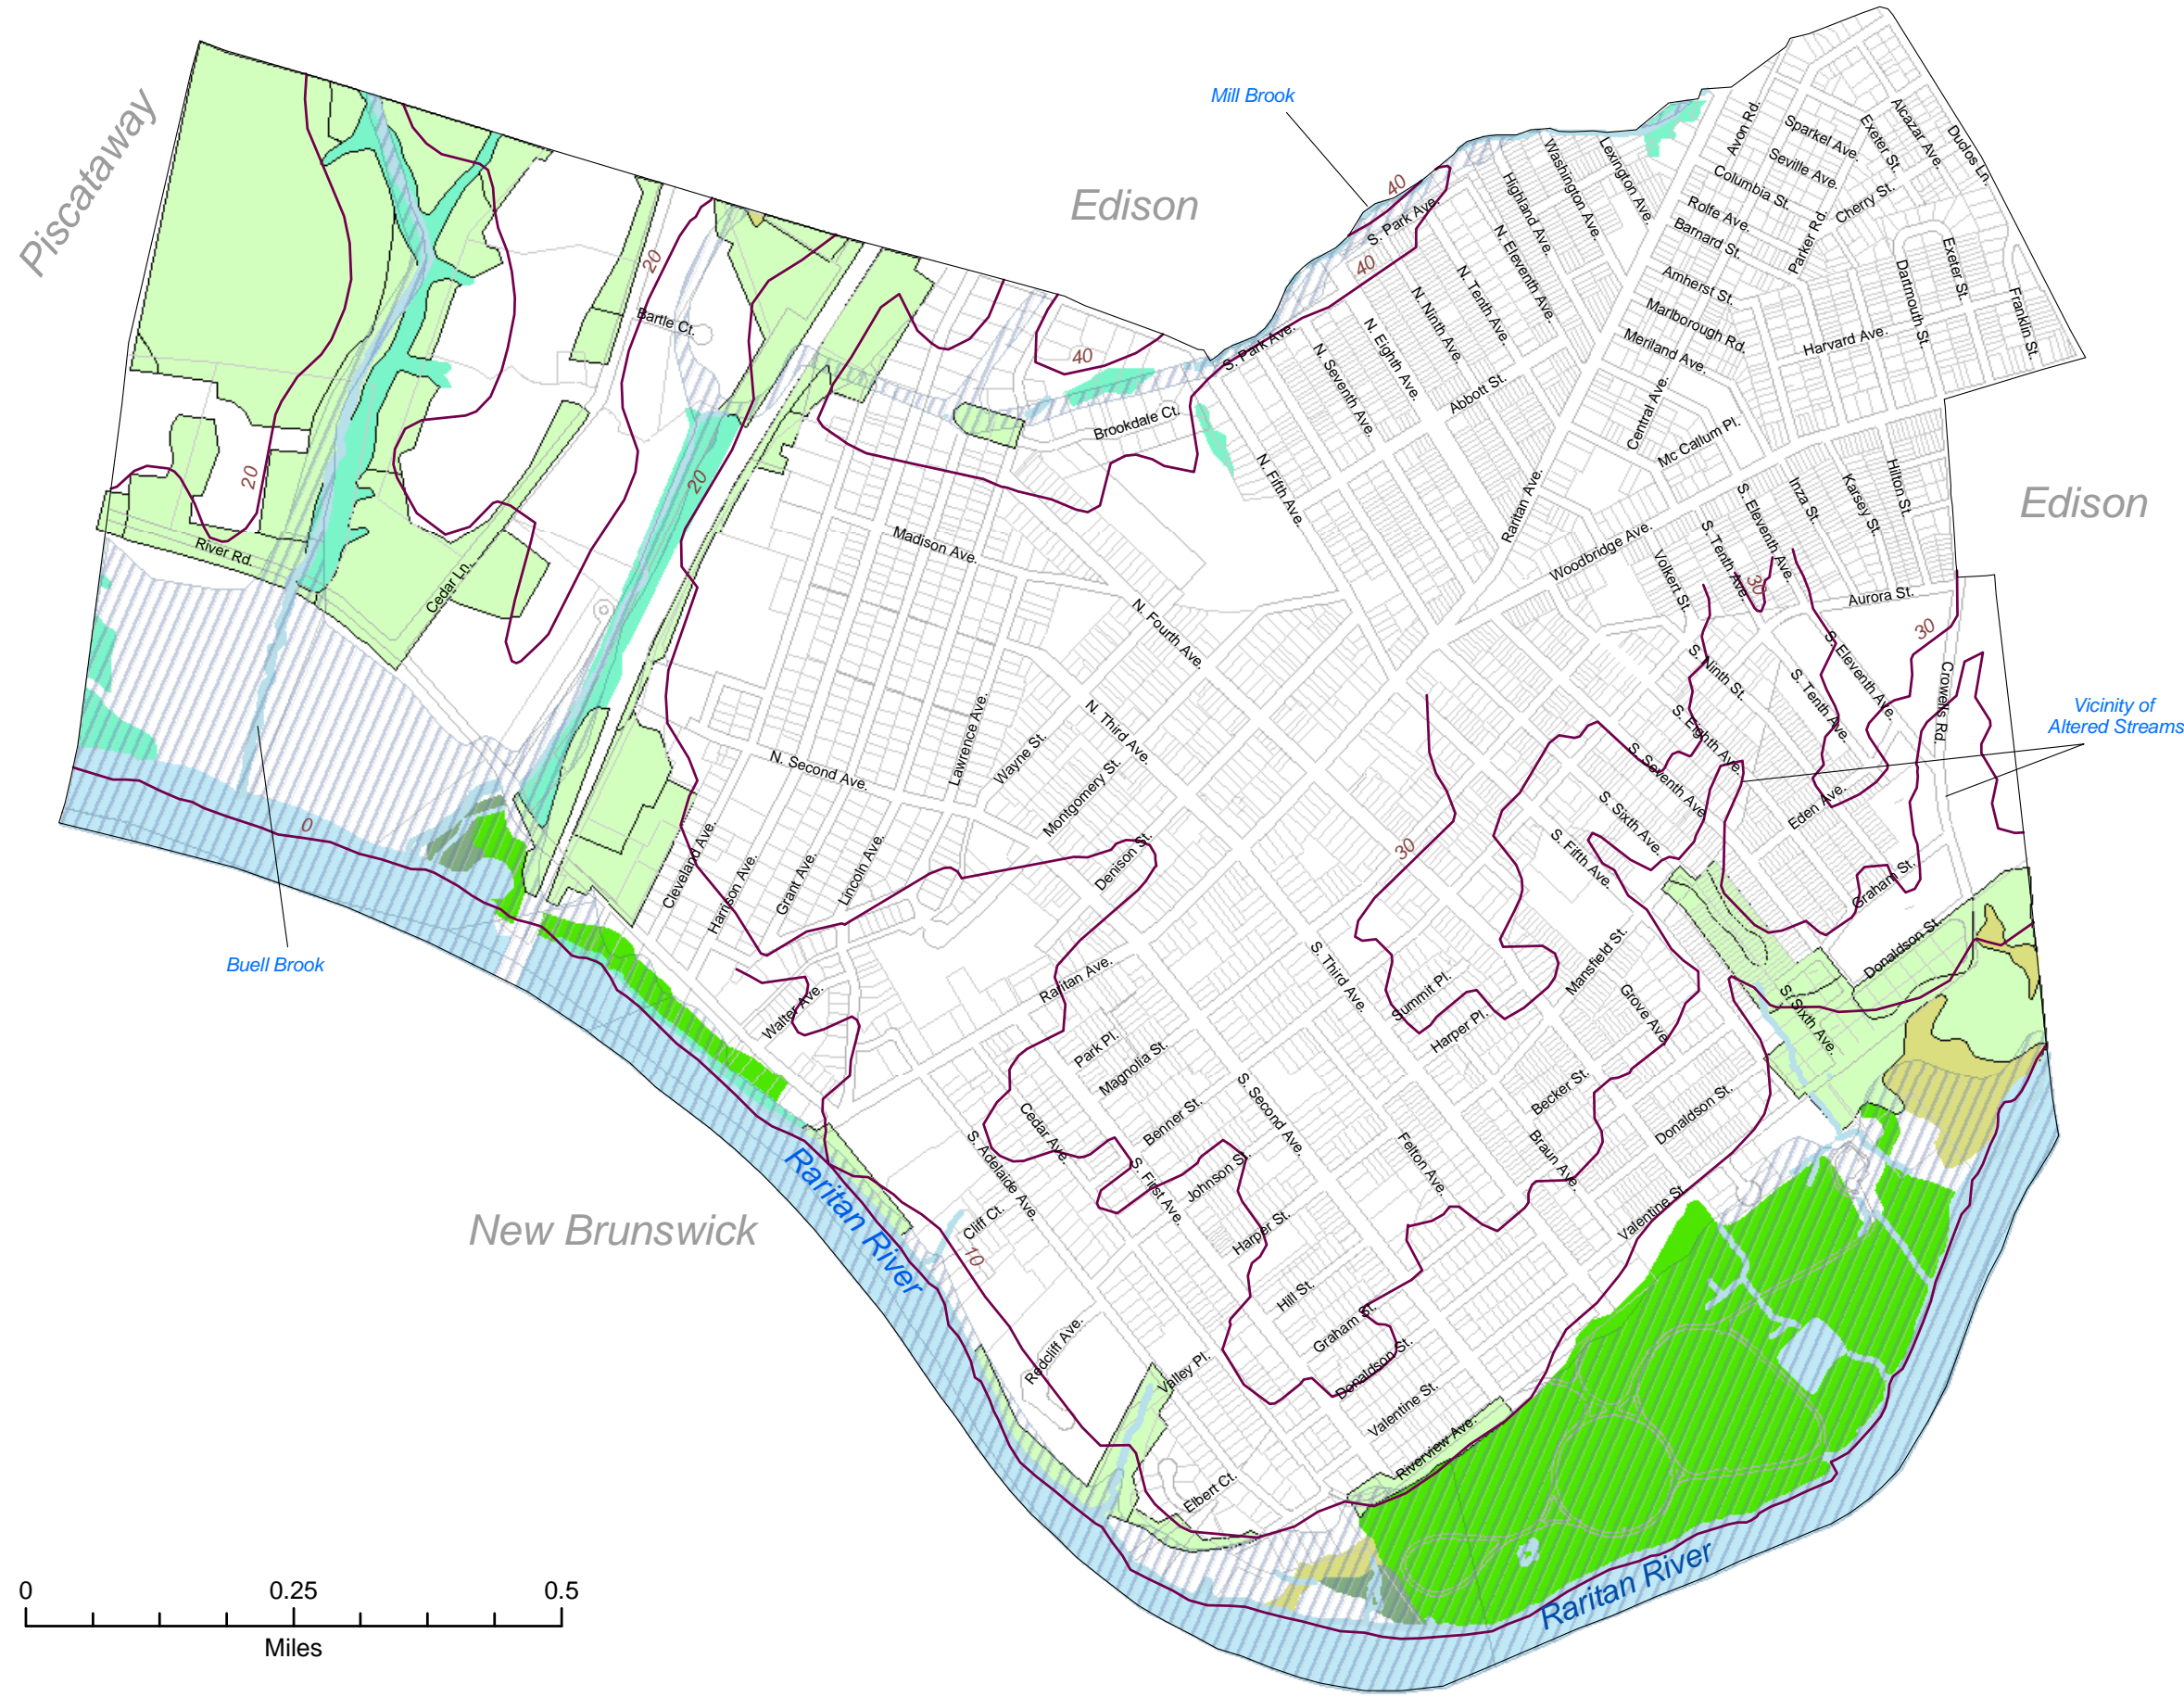 Piscataway
Mill Brook
Edison
Edison
Avon Rd.
Sparkel Ave.
Exeter St.
Alcazar Ave.
Duclos Ln.
Seville Ave.
Columbia St.
Cherry St.
Rolfe Ave.
Barnard St.
Parker Rd.
Washington Ave.
Lexington Ave.
Highland Ave.
N. Eleventh Ave.
N. Tenth Ave.
N. Ninth Ave.
N. Eighth Ave.
N. Seventh Ave.
40
S. Park Ave.
40
S. Park Ave.
Amherst St.
Marlborough Rd.
Meriland Ave.
Harvard Ave.
Dartmouth St.
Exeter St.
Franklin St.
20
Bartle Ct.
40
Brookdale Ct.
Abbott St.
Central Ave.
Mc Callum Pl.
N. Fifth Ave.
Raritan Ave.
Woodbridge Ave.
20
20
River Rd.
Cedar Ln.
Madison Ave.
Volkert St.
S. Tenth Ave.
S. Eleventh Ave.
Inza St.
Karsey St.
Hilton St.
30
Aurora St.
30
N. Fourth Ave.
N. Third Ave.
Lawrence Ave.
Wayne St.
Montgomery St.
N. Second Ave.
S. Ninth St.
S. Tenth Ave.
S. Eleventh Ave.
Crowells Rd.
S. Eighth Ave.
S. Seventh Ave.
S. Sixth Ave.
S. Fifth Ave.
Eden Ave.
Graham St.
Donaldson St.
Vicinity of
Altered Streams
0
Buell Brook
Cleveland Ave.
Harrison Ave.
Grant Ave.
Lincoln Ave.
Denison St.
30
Walter Ave.
Raritan Ave.
S. Third Ave.
Summit Pl.
Harper Pl.
Mansfield St.
Grove Ave.
S. Sixth Ave.
Park Pl.
Magnolia St.
Cedar Ave.
Benner St.
S. Second Ave.
Becker St.
Donaldson St.
S. Adelaide Ave.
S. First Ave.
Johnson St.
Felton Ave.
Braun Ave.
Valentine St.
Raritan River
New Brunswick
Cliff Ct.
10
Harper St.
Hill St.
Graham St.
Donaldson St.
Redcliff Ave.
Valley Pl.
Valentine St.
Riverview Ave.
Elbert Ct.
Raritan River
0 0.25 0.5
Miles